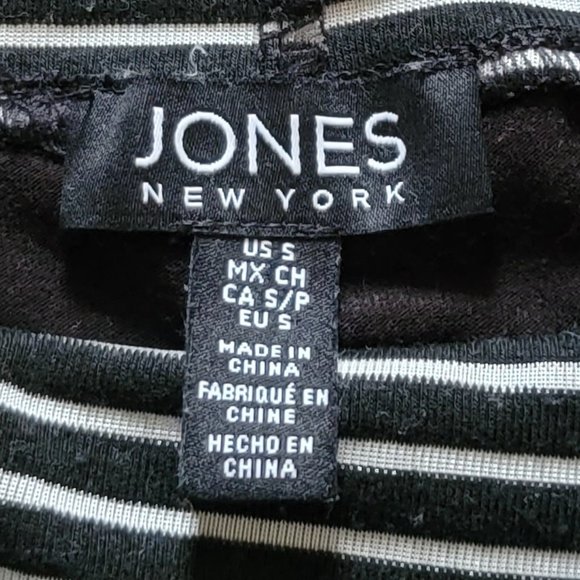 JONES
NEW YORK
US S
MX CH
CA S/P
EU S
MADE IN
CHINA
FABRIQUÉ EN
CHINE
HECHO EN
CHINA